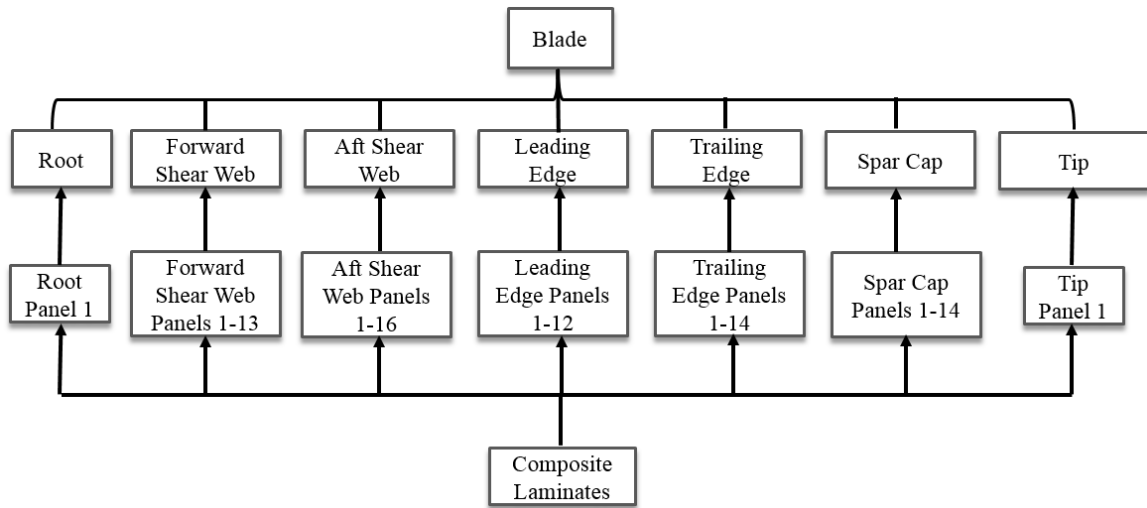 Blade
Root
Forward
Shear Web
Aft Shear
Web
Leading
Edge
Trailing
Edge
Spar Cap
Tip
Root
Panel 1
Forward
Shear Web
Panels 1-13
Aft Shear
Web Panels
1-16
Leading
Edge Panels
1-12
Trailing
Edge Panels
1-14
Spar Cap
Panels 1-14
Tip
Panel 1
Composite
Laminates